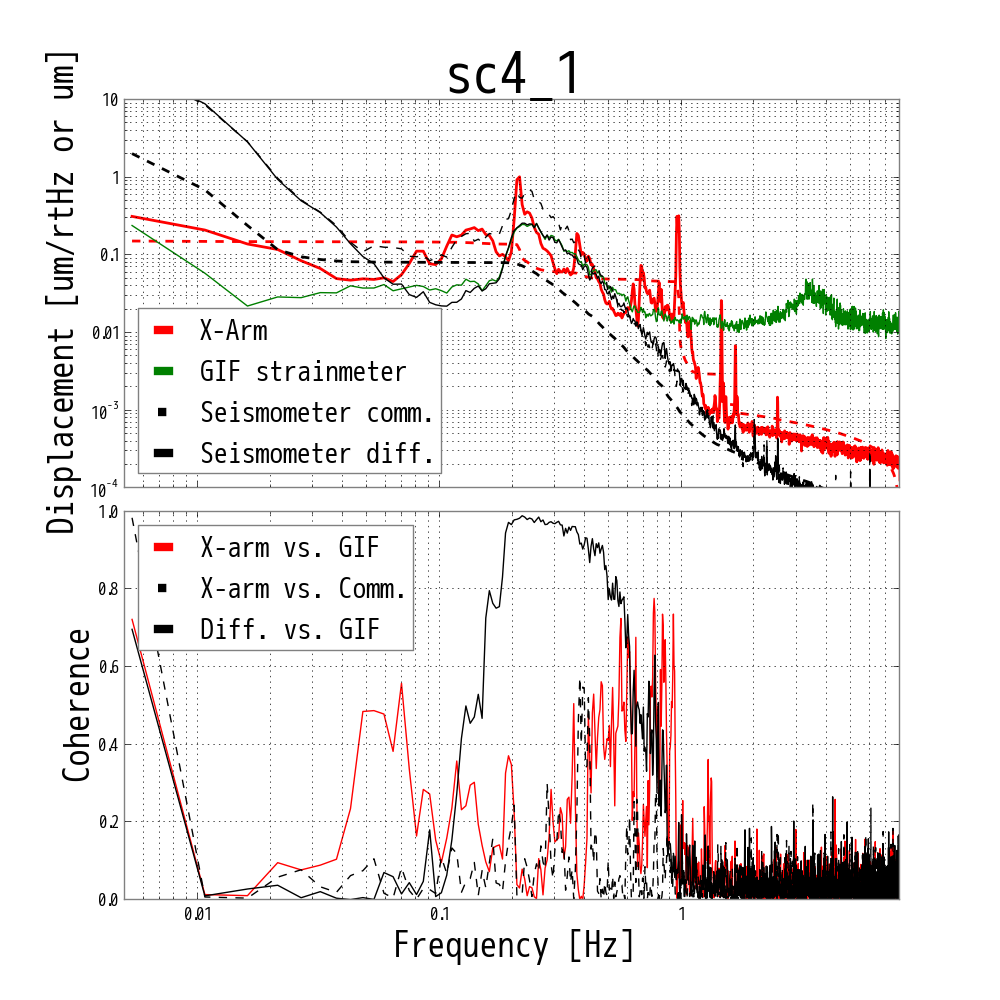 sc4_1
Displacement [um/rtHz or um]
10
1
0.1
0.01
10^-3
10^-4
X-Arm
GIF strainmeter
Seismometer comm.
Seismometer diff.
Coherence
1.0
0.8
0.6
0.4
0.2
0.0
X-arm vs. GIF
X-arm vs. Comm.
Diff. vs. GIF
0.01
0.1
1
Frequency [Hz]